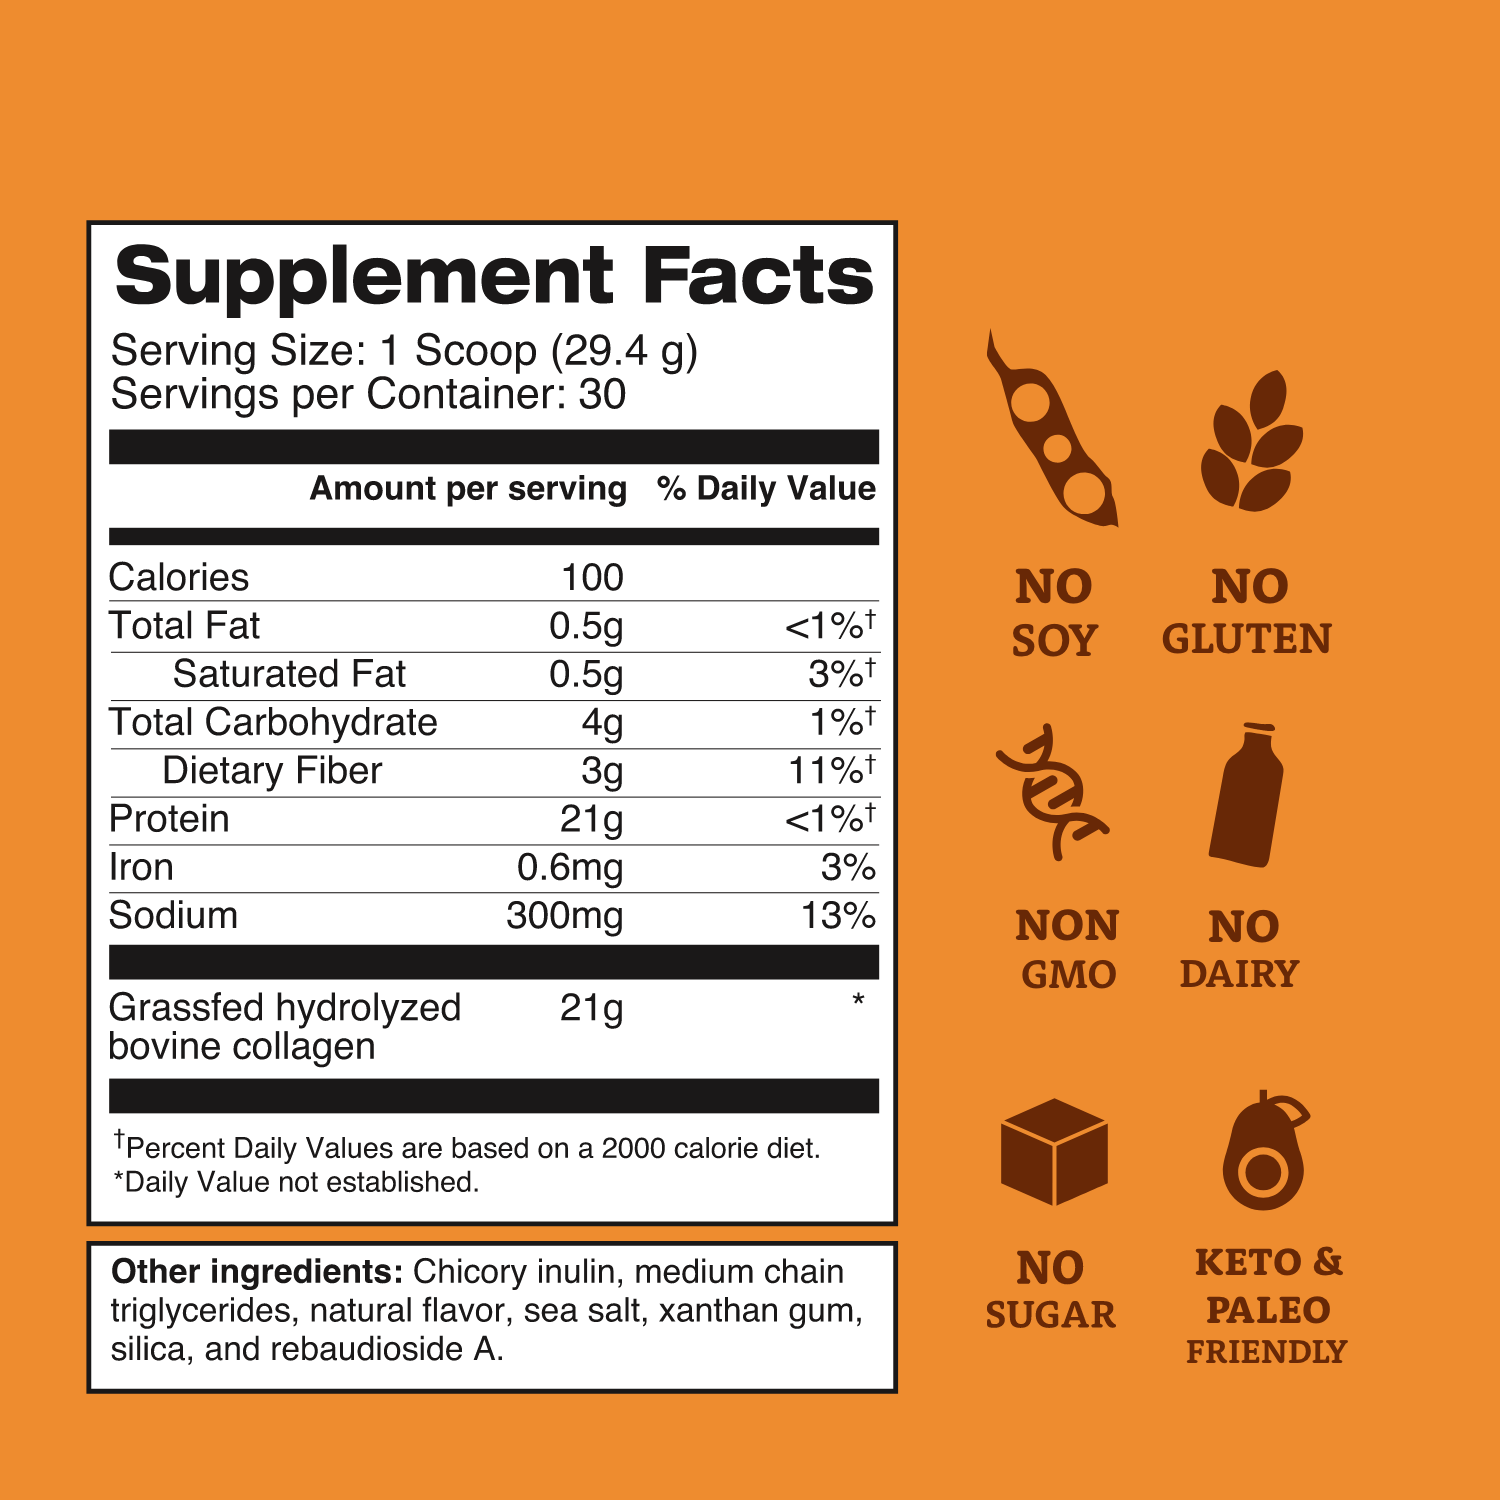 Supplement Facts
Serving Size: 1 Scoop (29.4 g)
Servings per Container: 30
Amount per serving % Daily Value
Calories 100
Total Fat 0.5g <1%†
Saturated Fat 0.5g 3%†
Total Carbohydrate 4g 1%†
Dietary Fiber 3g 11%†
Protein 21g <1%†
Iron 0.6mg 3%
Sodium 300mg 13%
Grassfed hydrolyzed 21g *
bovine collagen
†Percent Daily Values are based on a 2000 calorie diet.
*Daily Value not established.
Other ingredients: Chicory inulin, medium chain
triglycerides, natural flavor, sea salt, xanthan gum,
silica, and rebaudioside A.
NO
SOY
NO
GLUTEN
NON
GMO
NO
DAIRY
NO
SUGAR
KETO &
PALEO
FRIENDLY